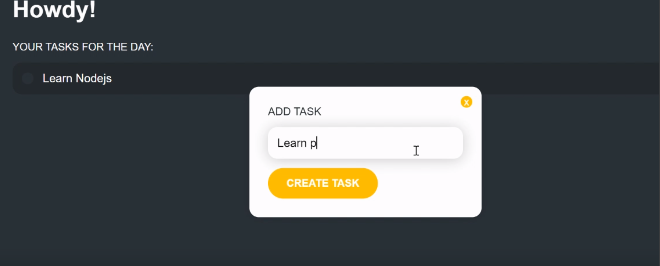 Howdy!
YOUR TASKS FOR THE DAY:
Learn Nodejs
x
ADD TASK
Learn p
CREATE TASK